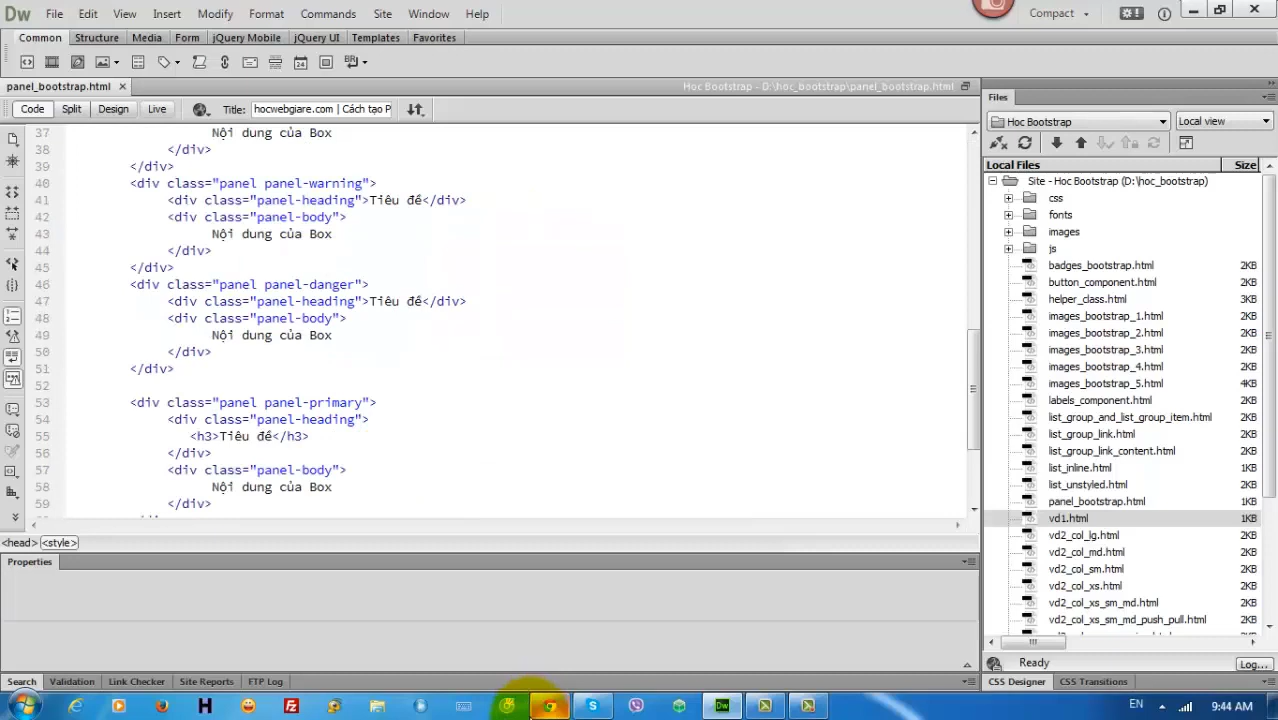 Dw File Edit View Insert Modify Format Commands Site Window Help Compact
Common Structure Media Form jQuery Mobile jQuery UI Templates Favorites
panel_bootstrap.html
Hoc Bootstrap - D:\hoc_bootstrap\panel_bootstrap.html
Code Split Design Live Title: hocwebgiare.com | Cách tạo P
37 Nội dung của Box
38 </div>
39 </div>
40 <div class="panel panel-warning">
41 <div class="panel-heading">Tiêu đề</div>
42 <div class="panel-body">
43 Nội dung của Box
44 </div>
45 </div>
46 <div class="panel panel-danger">
47 <div class="panel-heading">Tiêu đề</div>
48 <div class="panel-body">
49 Nội dung của Box
50 </div>
51 </div>
52
53 <div class="panel panel-primary">
54 <div class="panel-heading">
55 <h3>Tiêu đề</h3>
56 </div>
57 <div class="panel-body">
58 Nội dung của Box
59 </div>
<head> <style>
Properties
Search Validation Link Checker Site Reports FTP Log
Files
Hoc Bootstrap Local view
Local Files Size
Site - Hoc Bootstrap (D:\hoc_bootstrap)
css
fonts
images
js
badges_bootstrap.html 2KB
button_component.html 2KB
helper_class.html 3KB
images_bootstrap_1.html 2KB
images_bootstrap_2.html 2KB
images_bootstrap_3.html 2KB
images_bootstrap_4.html 2KB
images_bootstrap_5.html 2KB
labels_component.html 2KB
list_group_and_list_group_item.html 2KB
list_group_link.html 2KB
list_group_link_content.html 2KB
list_inline.html 1KB
list_unstyled.html 2KB
panel_bootstrap.html 1KB
vd1.html 1KB
vd2_col_lg.html 2KB
vd2_col_md.html 2KB
vd2_col_sm.html 2KB
vd2_col_xs.html 2KB
vd2_col_xs_sm_md.html 2KB
vd2_col_xs_sm_md_push_pull.html 2KB
Ready Log...
CSS Designer CSS Transitions
EN 9:44 AM